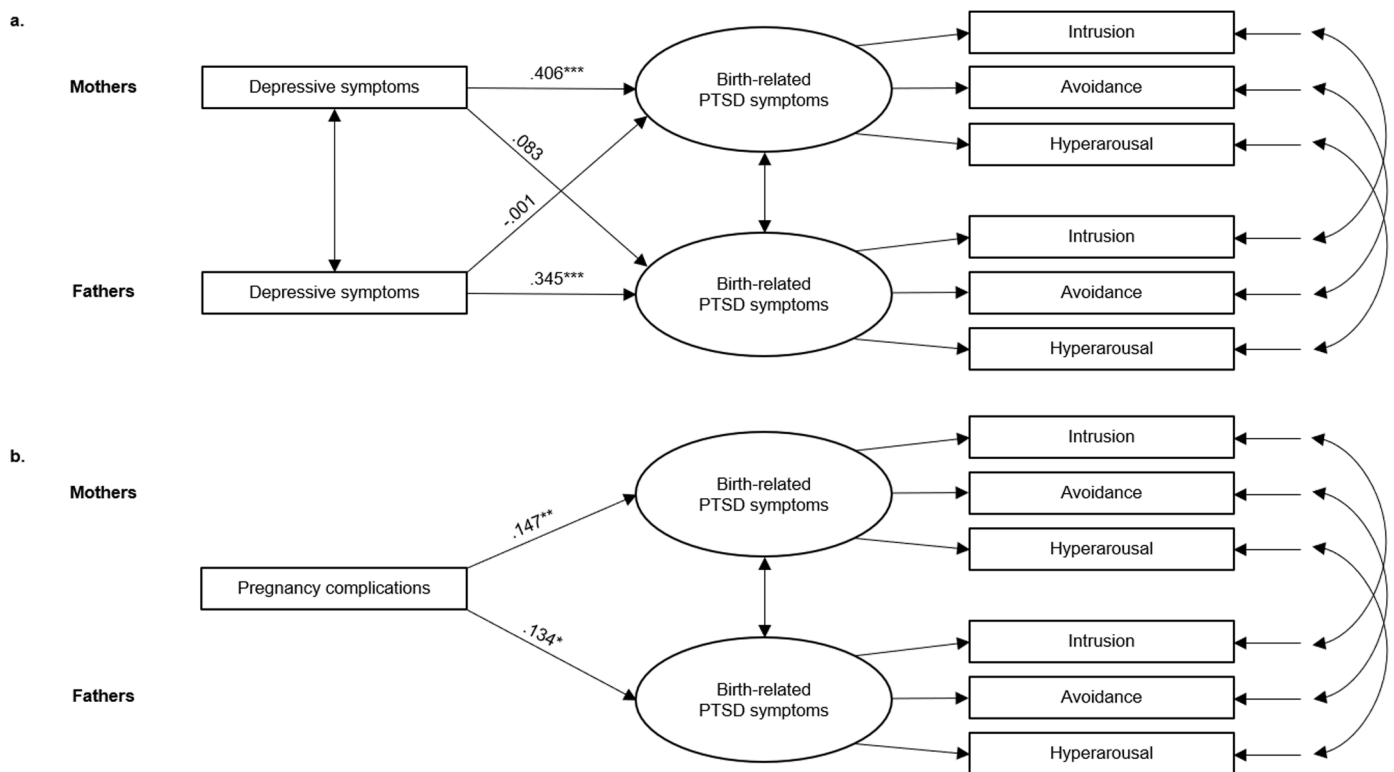 a.
Mothers
Depressive symptoms
.406***
Birth-related
PTSD symptoms
Intrusion
Avoidance
Hyperarousal
.083
-.001
Fathers
Depressive symptoms
.345***
Birth-related
PTSD symptoms
Intrusion
Avoidance
Hyperarousal
b.
Mothers
Birth-related
PTSD symptoms
Intrusion
Avoidance
Hyperarousal
.147**
Pregnancy complications
.134*
Fathers
Birth-related
PTSD symptoms
Intrusion
Avoidance
Hyperarousal